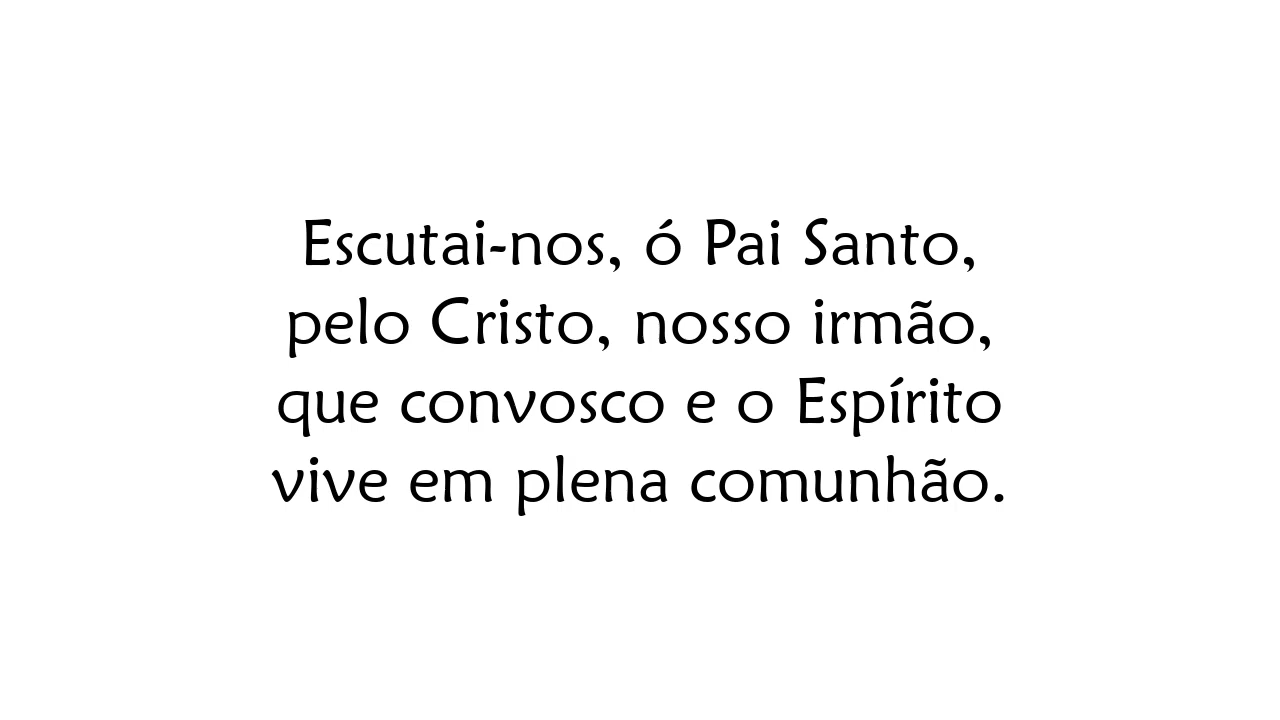 Escutai-nos, ó Pai Santo,
pelo Cristo, nosso irmão,
que convosco e o Espírito
vive em plena comunhão.